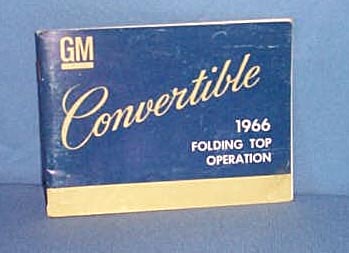 GM
Convertible
1966
FOLDING TOP
OPERATION